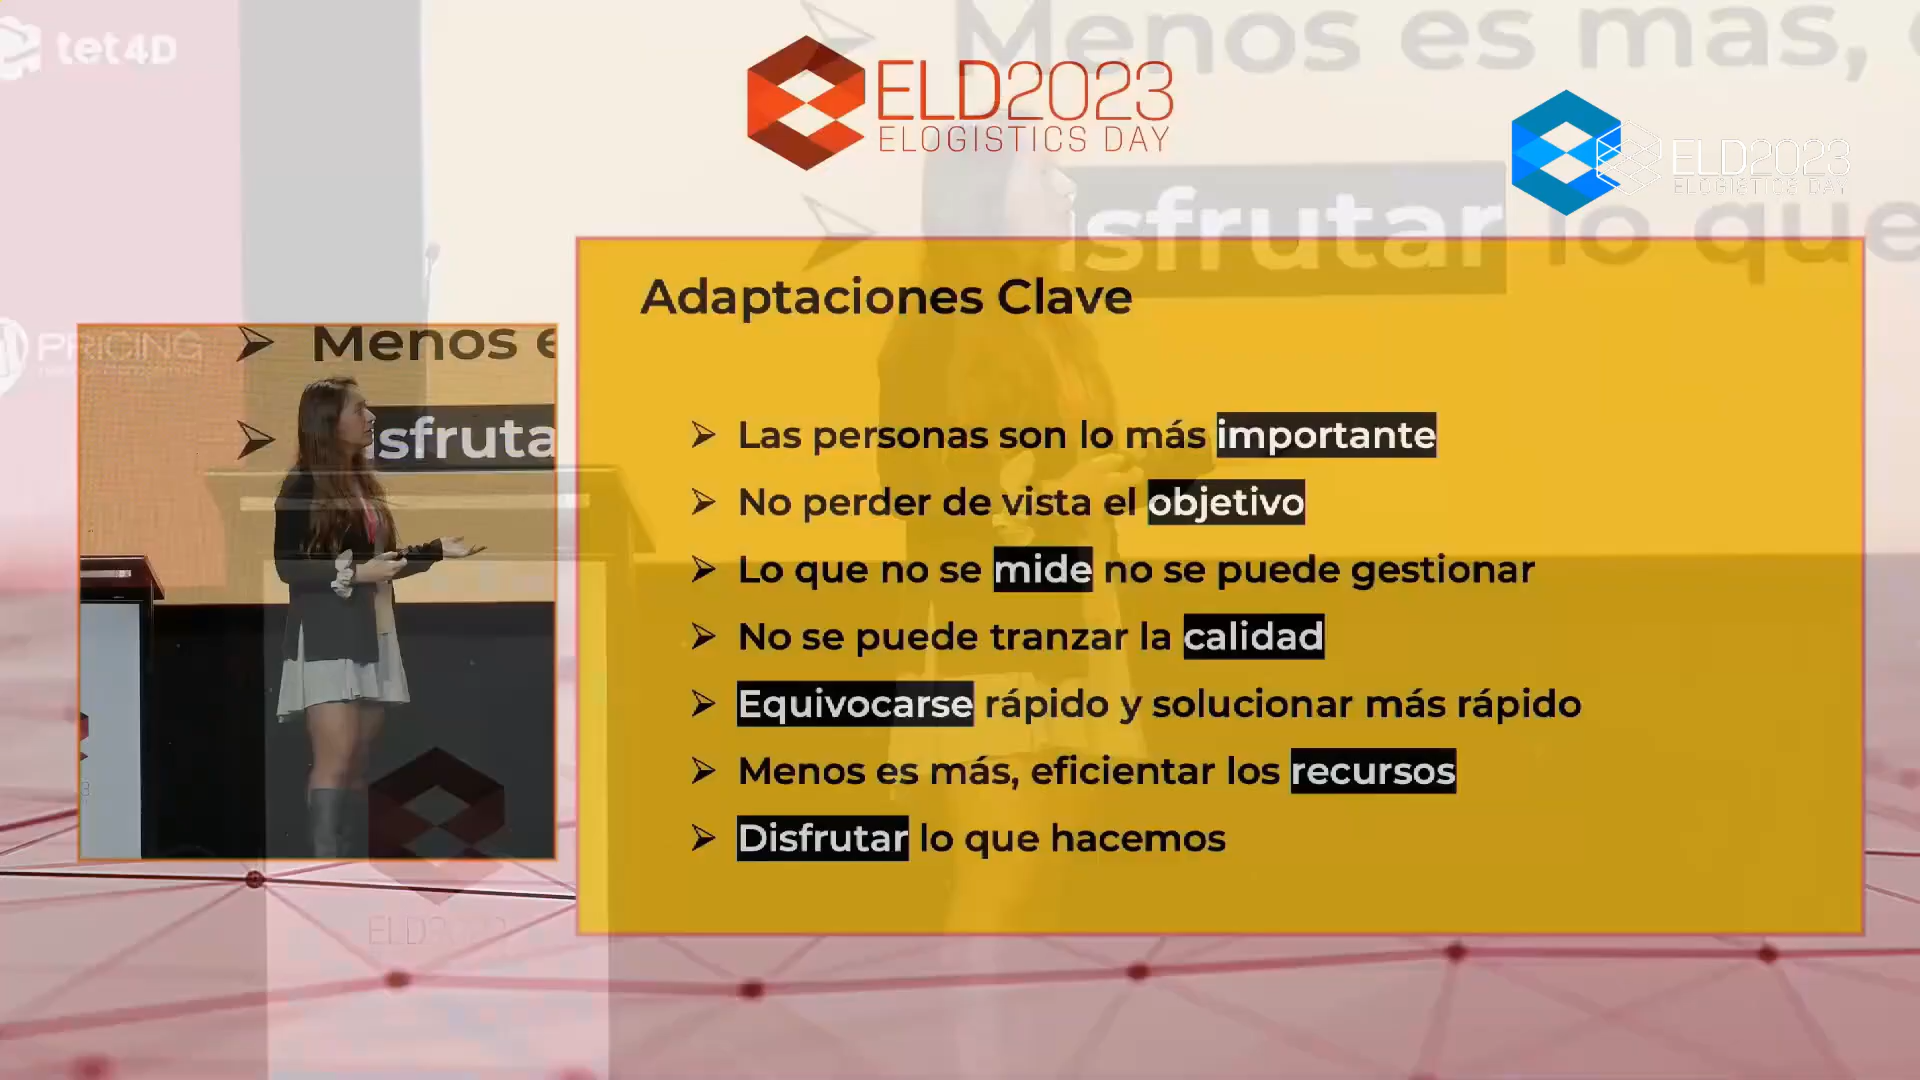 tet4D
Menos es mas,
ELD2023
ELOGISTICS DAY
ELD2023
ELOGISTICS DAY
isfrutar lo que
Adaptaciones Clave
PRICING
Menos e
isfruta
Las personas son lo más importante
No perder de vista el objetivo
Lo que no se mide no se puede gestionar
No se puede tranzar la calidad
Equivocarse rápido y solucionar más rápido
Menos es más, eficientar los recursos
Disfrutar lo que hacemos
ELD2023